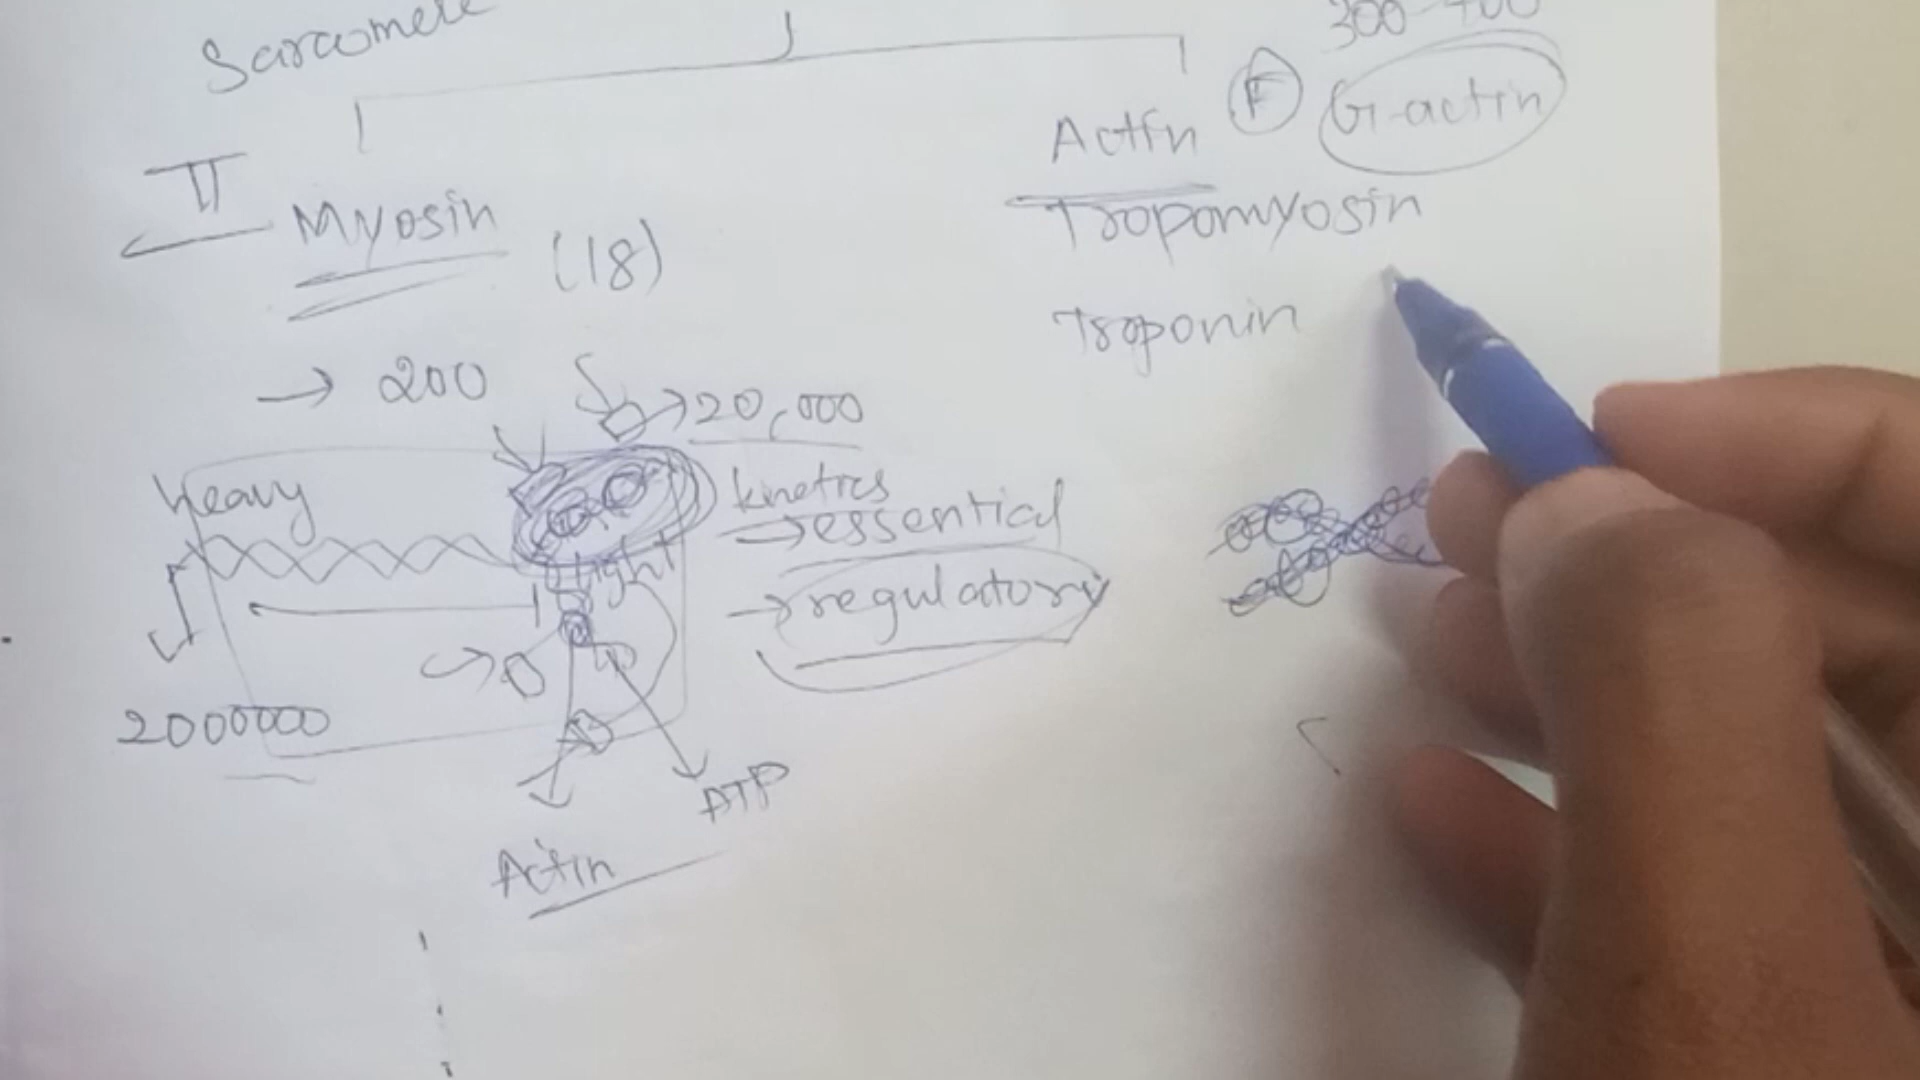 Sarcomere
300-400
Actin F G-actin
II Myosin (18)
Tropomyosin
Troponin
→ 200
→ 20,000
Heavy
kinetics
→ essential
Light
→ regulatory
2000000
ATP
Actin